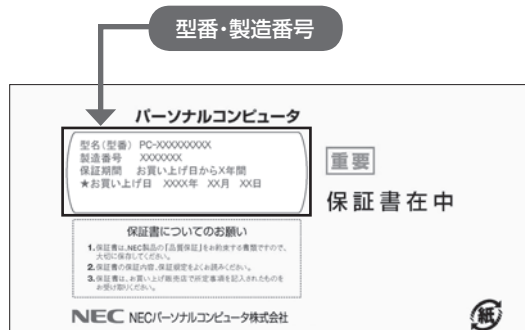 型番・製造番号
パーソナルコンピュータ
型名(型番) PC-XXXXXXXXX
製造番号 XXXXXXX
保証期間 お買い上げ日からX年間
★お買い上げ日 XXXX年 XX月 XX日
重要
保証書在中
保証書についてのお願い
1.保証書は、NEC製品の「品質保証」をお約束する書類ですので、
大切に保存してください。
2.保証書の保証内容、保証規定をよくお読みください。
3.保証書は、お買い上げ販売店で所定事項を記入されたものを
お受け取りください。
NEC NECパーソナルコンピュータ株式会社
紙